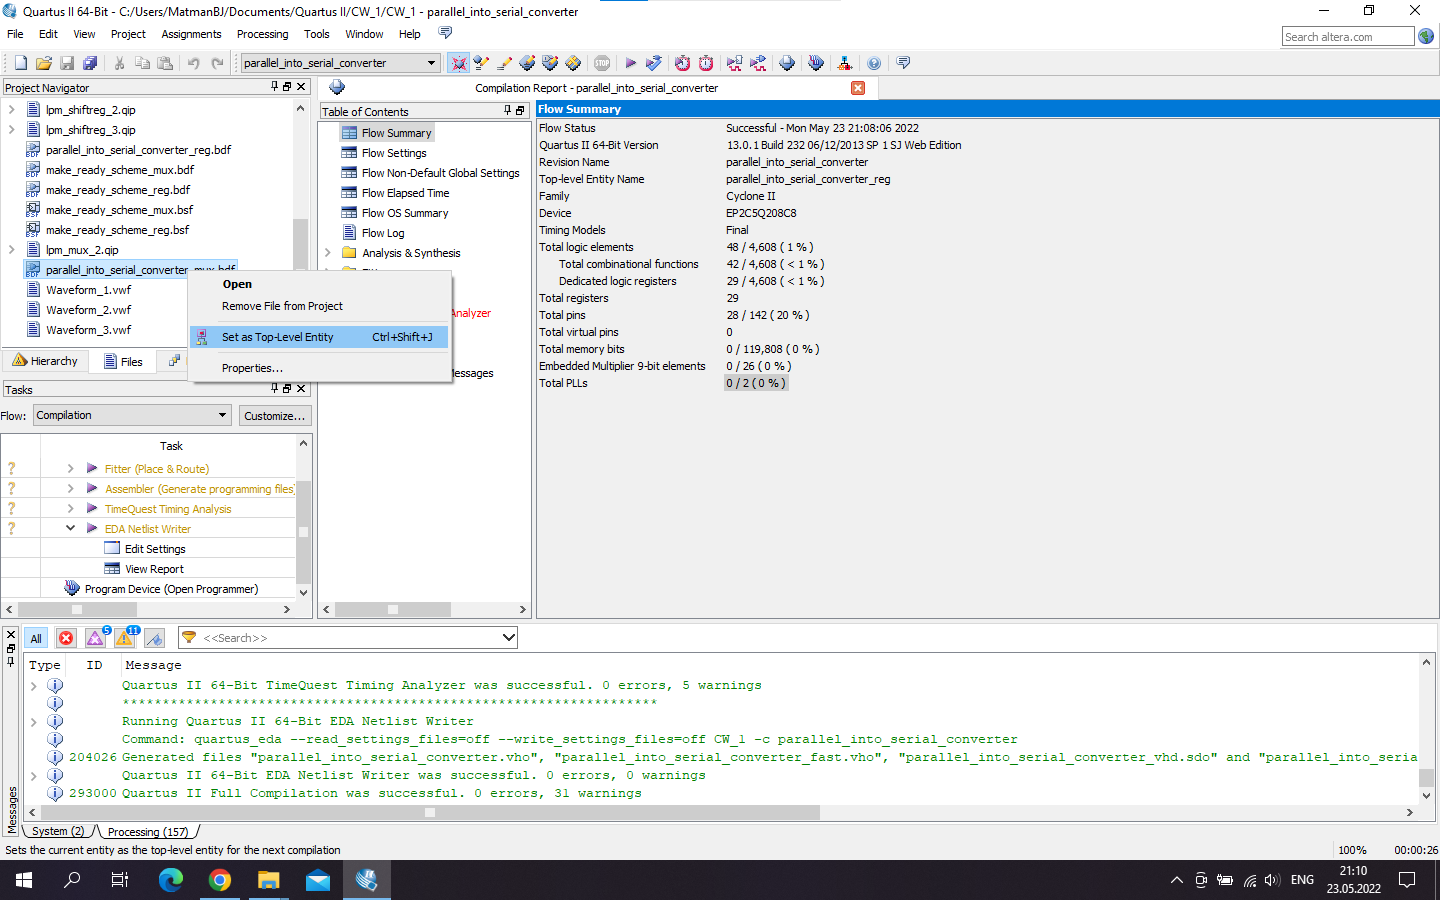 Quartus II 64-Bit - C:/Users/MatmanBJ/Documents/Quartus II/CW_1/CW_1 - parallel_into_serial_converter
File Edit View Project Assignments Processing Tools Window Help
Search altera.com
parallel_into_serial_converter
Project Navigator
lpm_shiftreg_2.qip
lpm_shiftreg_3.qip
parallel_into_serial_converter_reg.bdf
make_ready_scheme_mux.bdf
make_ready_scheme_reg.bdf
make_ready_scheme_mux.bsf
make_ready_scheme_reg.bsf
lpm_mux_2.qip
parallel_into_serial_converter_mux.bdf
Waveform_1.vwf
Waveform_2.vwf
Waveform_3.vwf
Hierarchy Files
Open
Remove File from Project
Set as Top-Level Entity Ctrl+Shift+J
Properties...
Tasks
Flow: Compilation Customize...
Task
Fitter (Place & Route)
Assembler (Generate programming files)
TimeQuest Timing Analysis
EDA Netlist Writer
Edit Settings
View Report
Program Device (Open Programmer)
Compilation Report - parallel_into_serial_converter
Table of Contents
Flow Summary
Flow Settings
Flow Non-Default Global Settings
Flow Elapsed Time
Flow OS Summary
Flow Log
Analysis & Synthesis
Analyzer
Messages
Flow Summary
Flow Status Successful - Mon May 23 21:08:06 2022
Quartus II 64-Bit Version 13.0.1 Build 232 06/12/2013 SP 1 SJ Web Edition
Revision Name parallel_into_serial_converter
Top-level Entity Name parallel_into_serial_converter_reg
Family Cyclone II
Device EP2C5Q208C8
Timing Models Final
Total logic elements 48 / 4,608 ( 1 % )
Total combinational functions 42 / 4,608 ( < 1 % )
Dedicated logic registers 29 / 4,608 ( < 1 % )
Total registers 29
Total pins 28 / 142 ( 20 % )
Total virtual pins 0
Total memory bits 0 / 119,808 ( 0 % )
Embedded Multiplier 9-bit elements 0 / 26 ( 0 % )
Total PLLs 0 / 2 ( 0 % )
All 5 11 <<Search>>
Type ID Message
Quartus II 64-Bit TimeQuest Timing Analyzer was successful. 0 errors, 5 warnings
*******************************************************************
Running Quartus II 64-Bit EDA Netlist Writer
Command: quartus_eda --read_settings_files=off --write_settings_files=off CW_1 -c parallel_into_serial_converter
204026 Generated files "parallel_into_serial_converter.vho", "parallel_into_serial_converter_fast.vho", "parallel_into_serial_converter_vhd.sdo" and "parallel_into_seria
Quartus II 64-Bit EDA Netlist Writer was successful. 0 errors, 0 warnings
293000 Quartus II Full Compilation was successful. 0 errors, 31 warnings
Messages
System (2) Processing (157)
Sets the current entity as the top-level entity for the next compilation 100% 00:00:26
ENG 21:10
23.05.2022